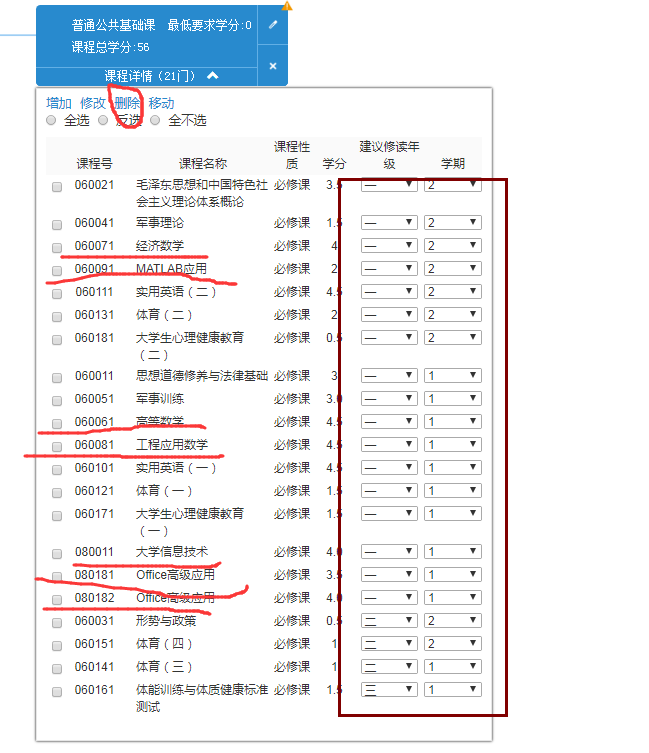 普通公共基础课 最低要求学分:0
课程总学分:56
课程详情（21门）
增加 修改 删除 移动
全选 反选 全不选
课程号 课程名称 课程性质 学分 建议修读年级 学期
060021 毛泽东思想和中国特色社会主义理论体系概论 必修课 3.5 一 2
060041 军事理论 必修课 1.5 一 2
060071 经济数学 必修课 4 一 2
060091 MATLAB应用 必修课 2 一 2
060111 实用英语（二） 必修课 4.5 一 2
060131 体育（二） 必修课 2 一 2
060181 大学生心理健康教育（二） 必修课 0.5 一 2
060011 思想道德修养与法律基础 必修课 3 一 1
060051 军事训练 必修课 3.0 一 1
060061 高等数学 必修课 4.5 一 1
060081 工程应用数学 必修课 4.5 一 1
060101 实用英语（一） 必修课 4.5 一 1
060121 体育（一） 必修课 1.5 一 1
060171 大学生心理健康教育（一） 必修课 1.5 一 1
080011 大学信息技术 必修课 4.0 一 1
080181 Office高级应用 必修课 3.5 一 1
080182 Office高级应用 必修课 4.0 一 1
060031 形势与政策 必修课 0.5 二 2
060151 体育（四） 必修课 1 二 2
060141 体育（三） 必修课 1 二 1
060161 体能训练与体质健康标准测试 必修课 1.5 三 1